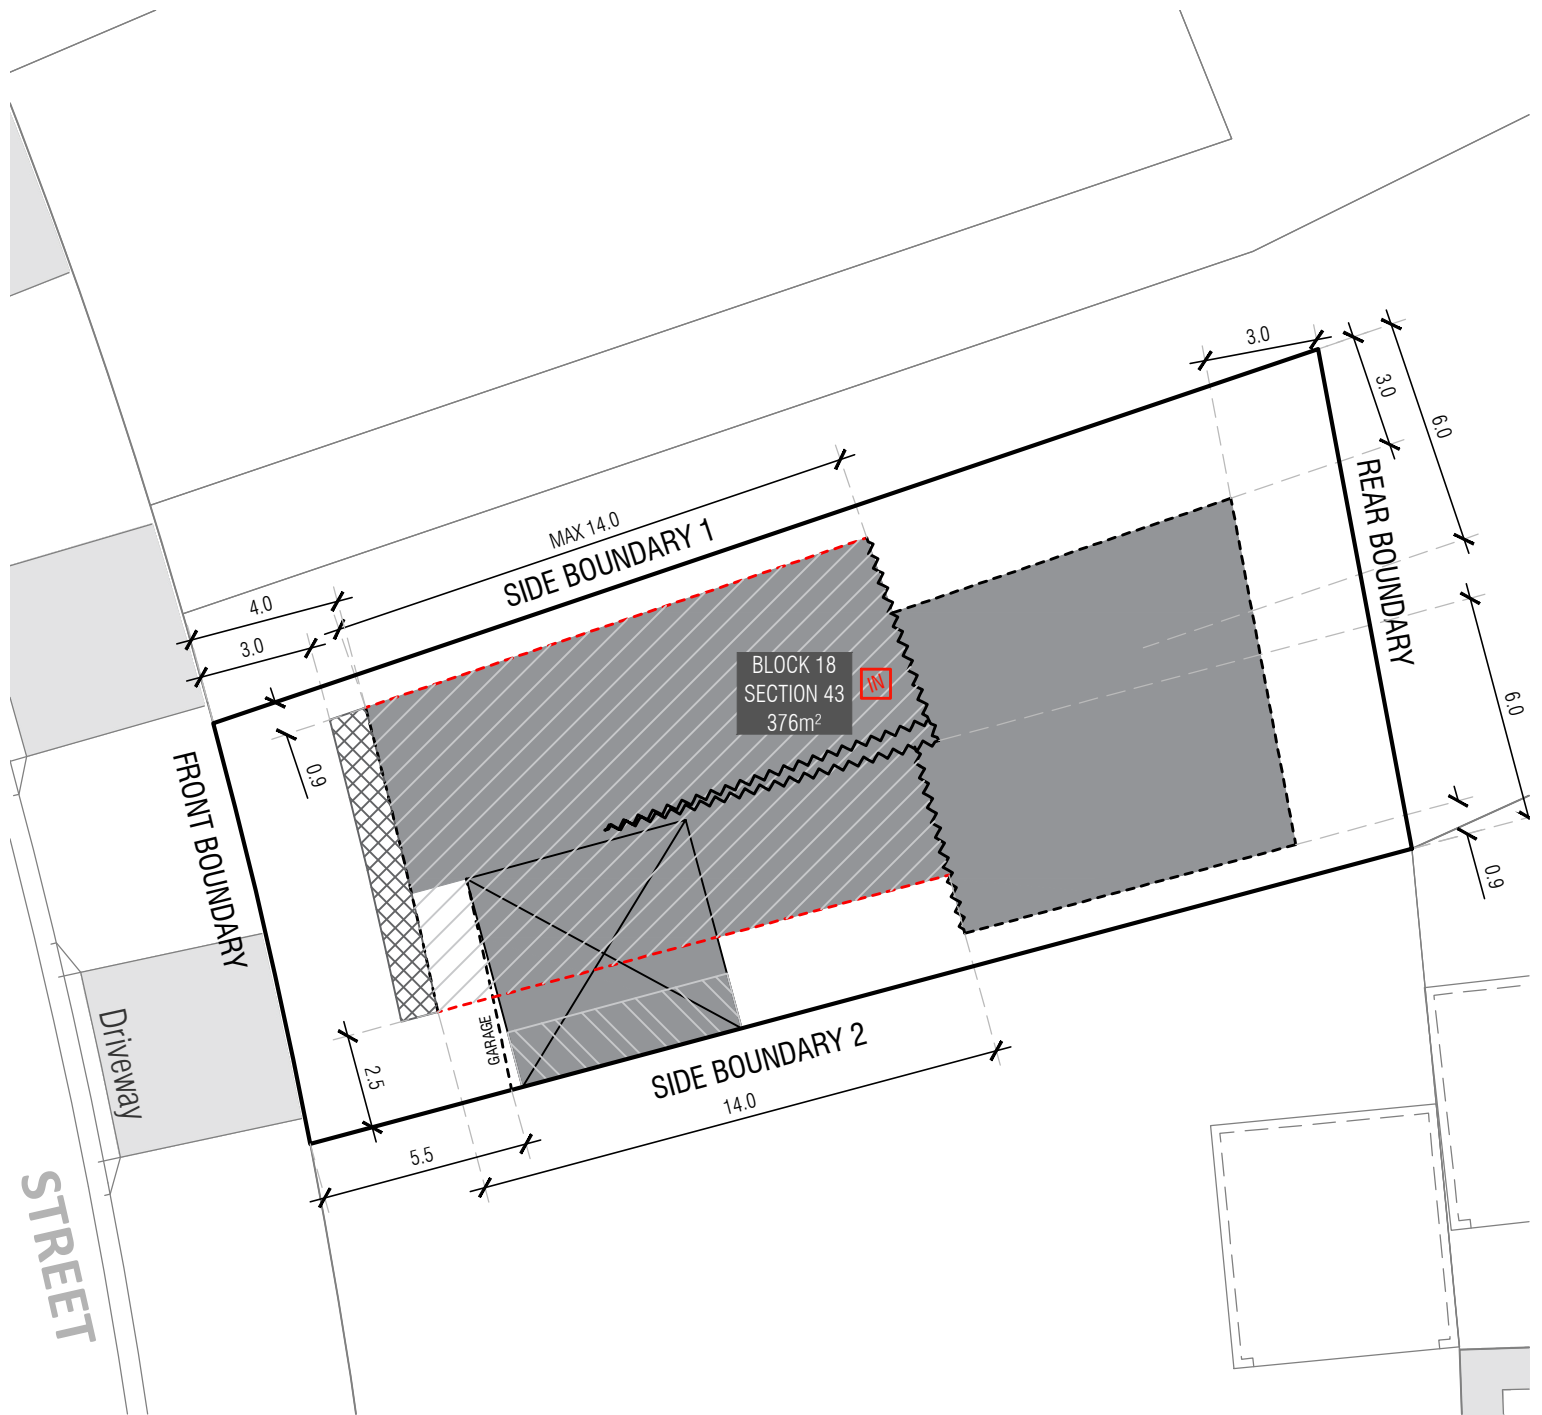 3.0
3.0
6.0
MAX 14.0
SIDE BOUNDARY 1
4.0
3.0
REAR BOUNDARY
BLOCK 18
SECTION 43
376m²
IN
0.9
FRONT BOUNDARY
6.0
0.9
Driveway
GARAGE
2.5
SIDE BOUNDARY 2
14.0
5.5
STREET